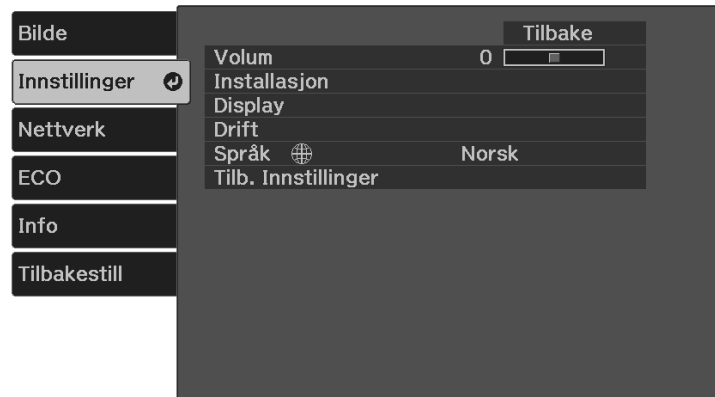 Bilde
Innstillinger
Nettverk
ECO
Info
Tilbakestill
Tilbake
Volum 0
Installasjon
Display
Drift
Språk Norsk
Tilb. Innstillinger